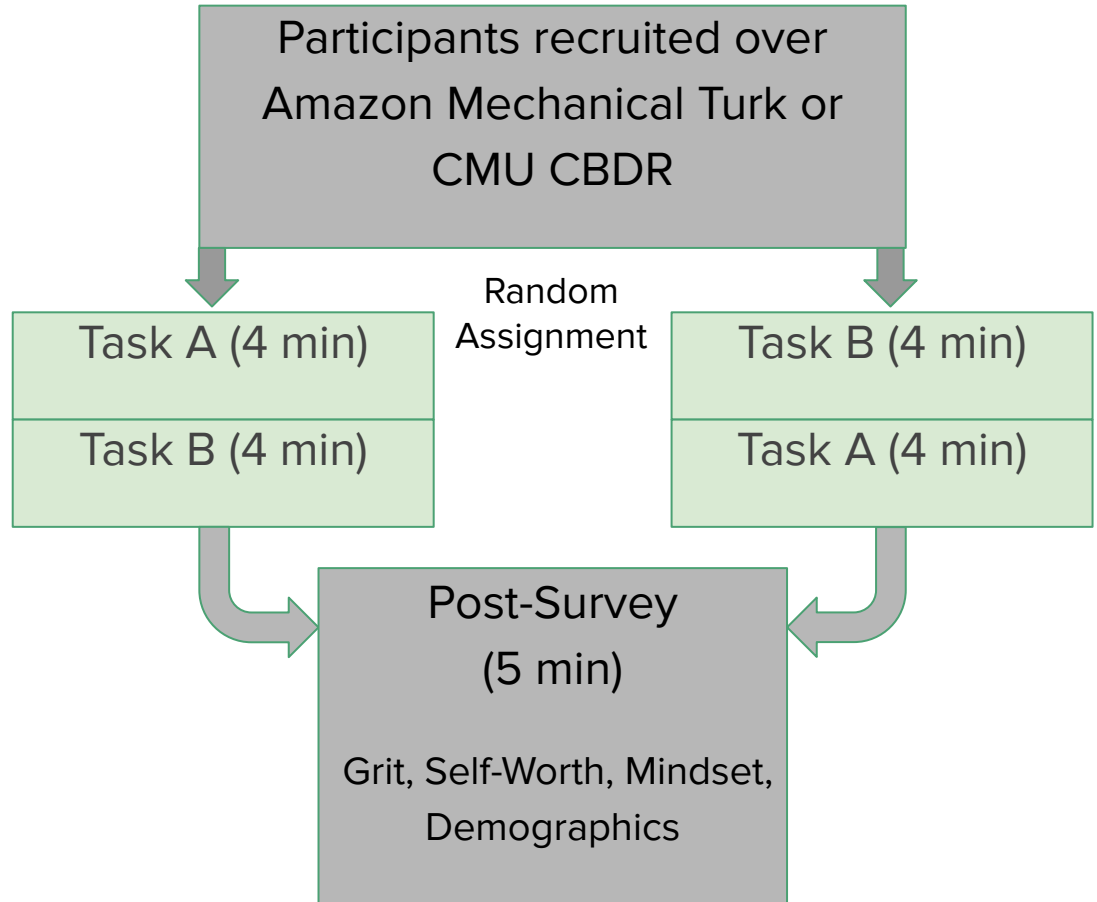 Participants recruited over
Amazon Mechanical Turk or
CMU CBDR
Random
Assignment
Task A (4 min)
Task B (4 min)
Task B (4 min)
Task A (4 min)
Post-Survey
(5 min)
Grit, Self-Worth, Mindset,
Demographics